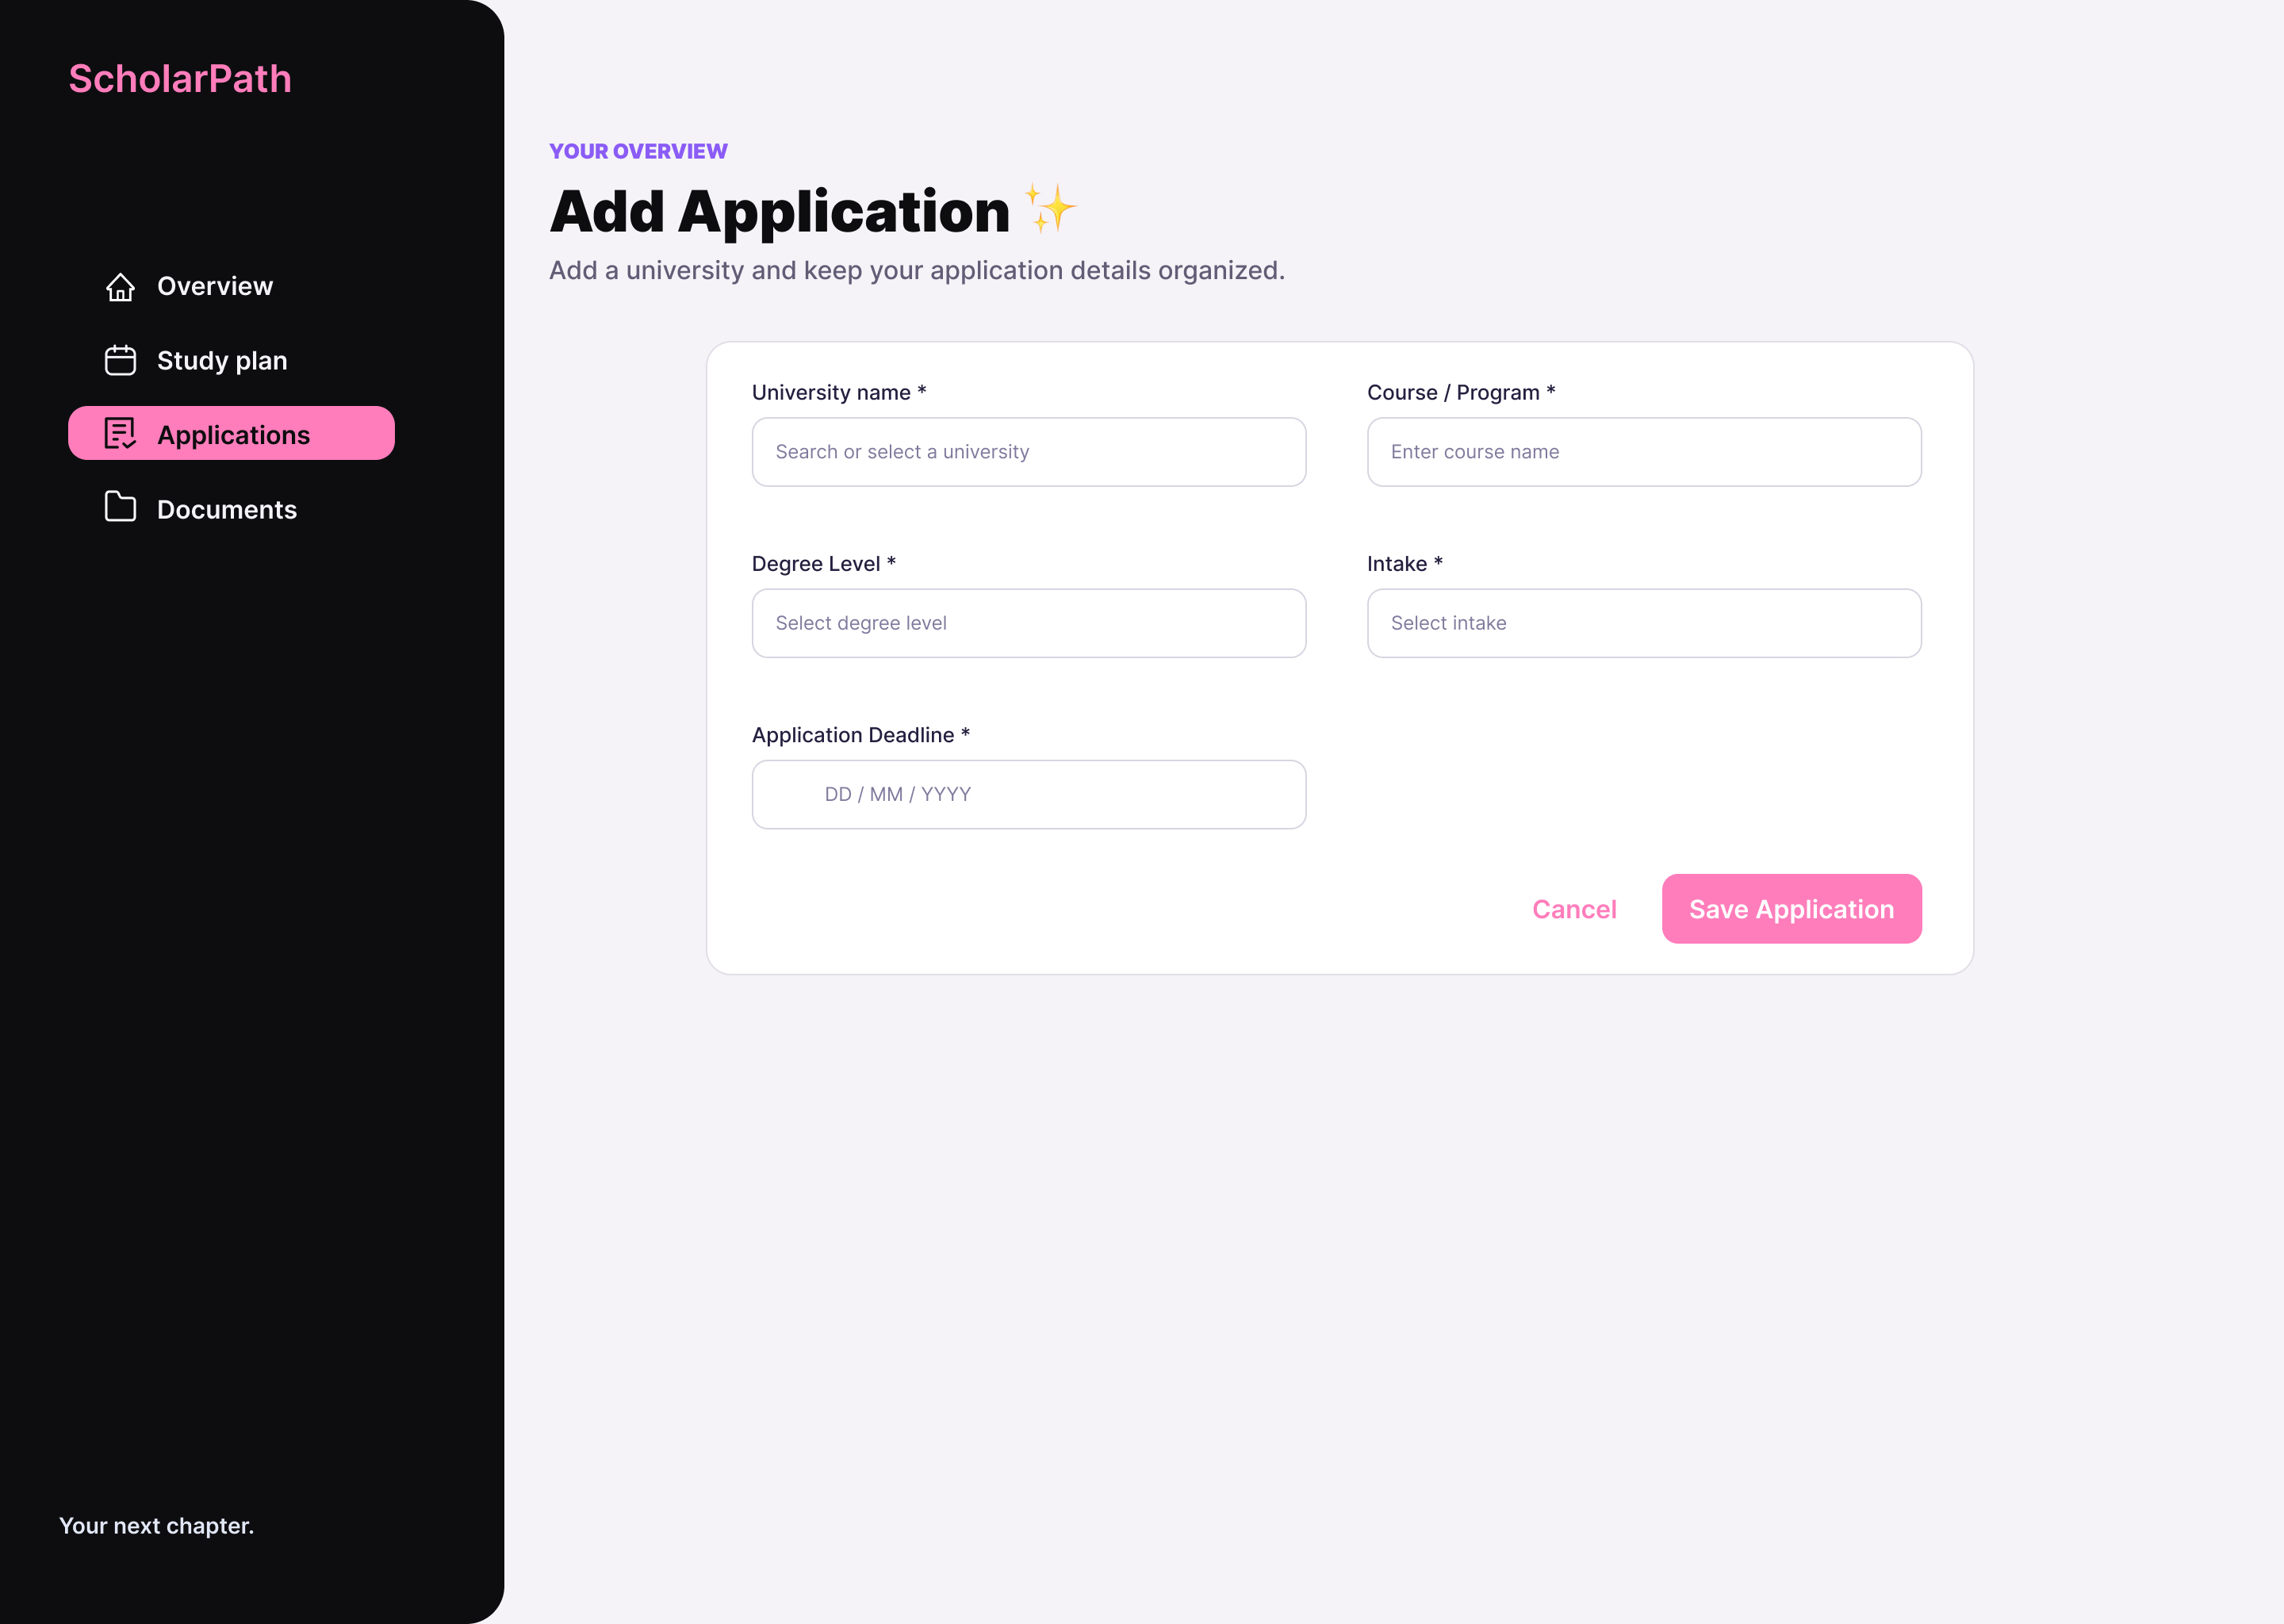 ScholarPath
Overview
Study plan
Applications
Documents
Your next chapter.
YOUR OVERVIEW
Add Application ✨
Add a university and keep your application details organized.
University name *
Search or select a university
Course / Program *
Enter course name
Degree Level *
Select degree level
Intake *
Select intake
Application Deadline *
DD / MM / YYYY
Cancel
Save Application